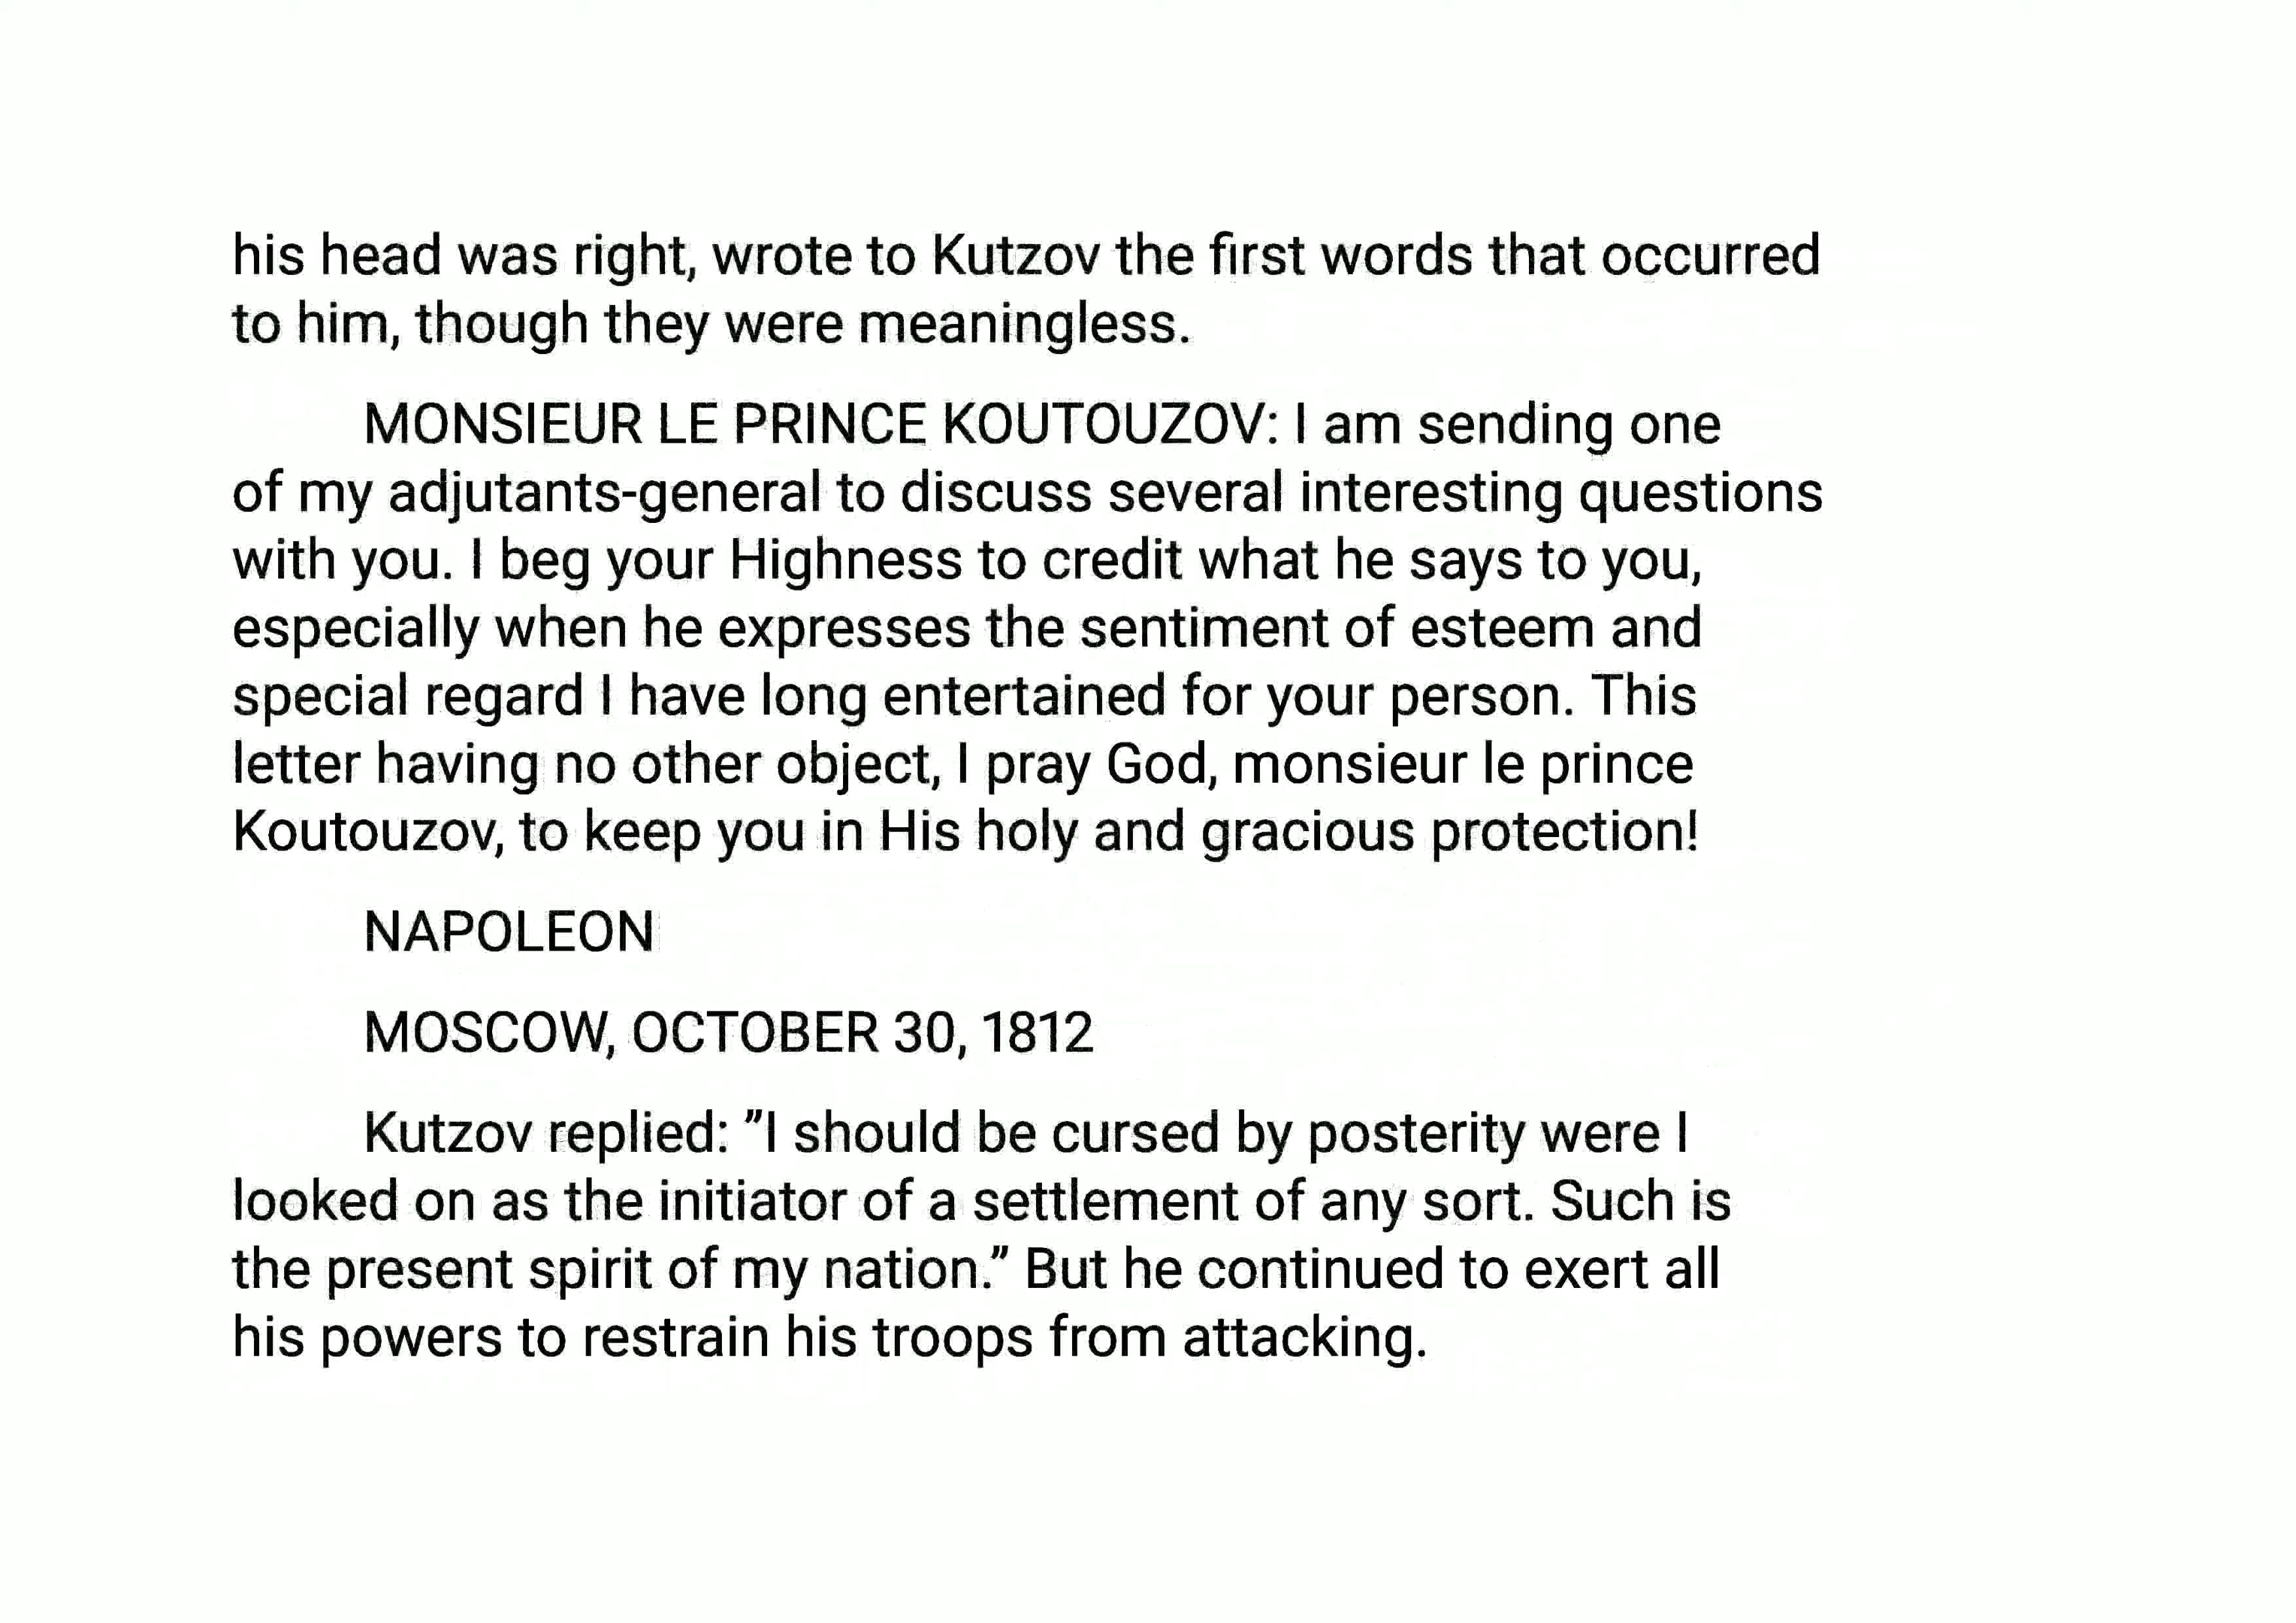 his head was right, wrote to Kutzov the first words that occurred
to him, though they were meaningless.
MONSIEUR LE PRINCE KOUTOUZOV: I am sending one
of my adjutants-general to discuss several interesting questions
with you. I beg your Highness to credit what he says to you,
especially when he expresses the sentiment of esteem and
special regard I have long entertained for your person. This
letter having no other object, I pray God, monsieur le prince
Koutouzov, to keep you in His holy and gracious protection!
NAPOLEON
MOSCOW, OCTOBER 30, 1812
Kutzov replied: ”I should be cursed by posterity were I
looked on as the initiator of a settlement of any sort. Such is
the present spirit of my nation.” But he continued to exert all
his powers to restrain his troops from attacking.